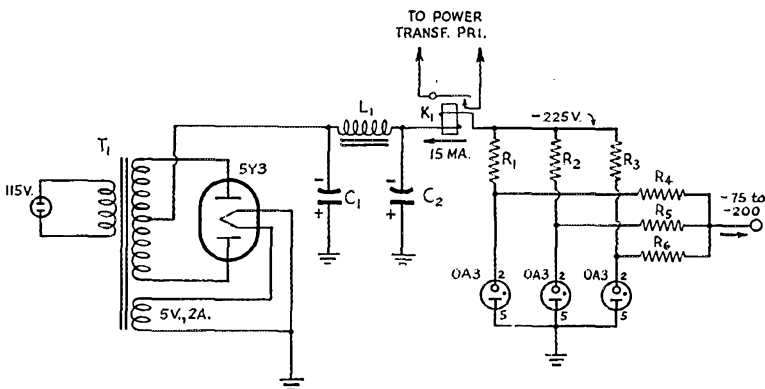 TO POWER
TRANSF. PRI.
L1
K1
-225V.
15 MA.
T1
5Y3
115V.
C1
C2
R1
R2
R3
R4
R5
R6
-75 to
-200
OA3
2
OA3
2
OA3
2
5
5
5
5V., 2A.
- 
+
-
+